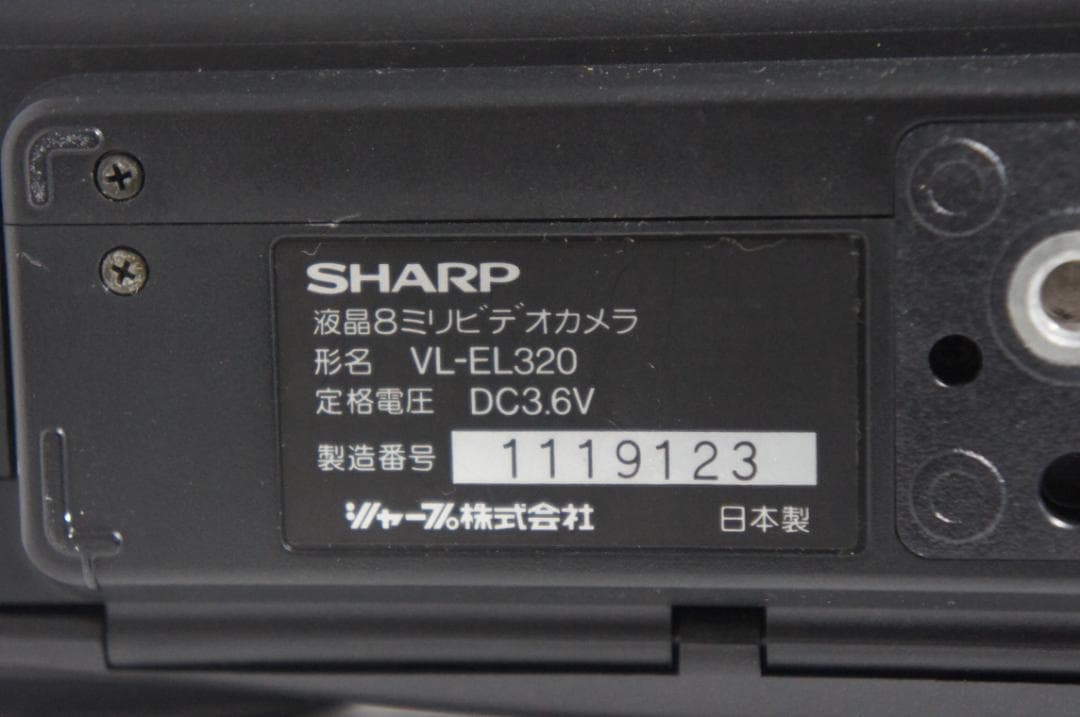 SHARP
液晶8ミリビデオカメラ
形名 VL-EL320
定格電圧 DC3.6V
製造番号 1119123
シャープ株式会社 日本製